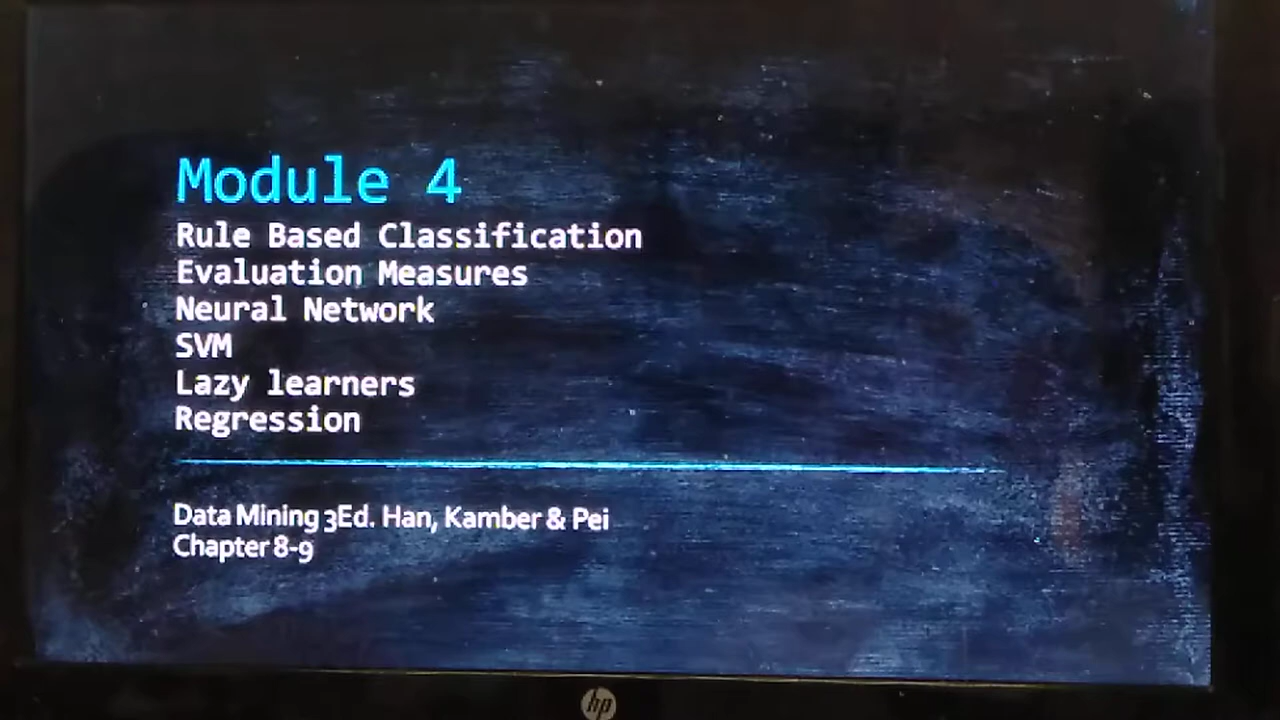 Module 4
Rule Based Classification
Evaluation Measures
Neural Network
SVM
Lazy learners
Regression
Data Mining 3Ed. Han, Kamber & Pei
Chapter 8-9
hp